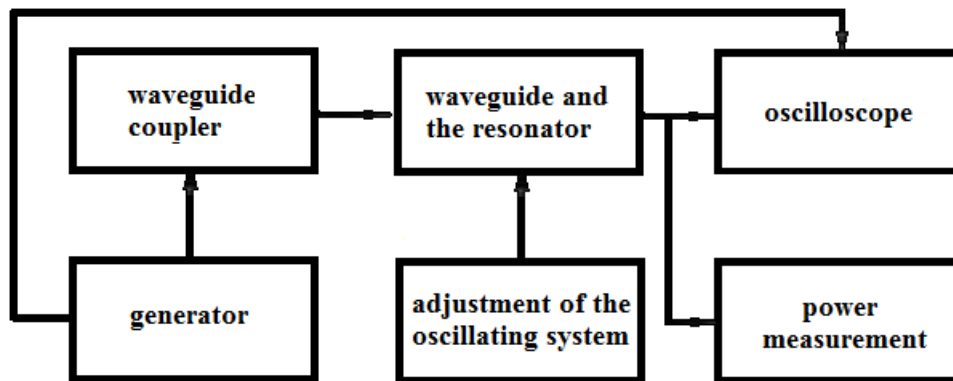 waveguide
coupler
waveguide and
the resonator
oscilloscope
generator
adjustment of the
oscillating system
power
measurement